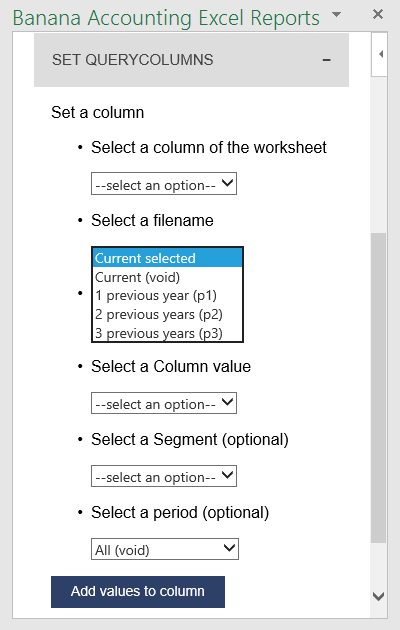 Banana Accounting Excel Reports
SET QUERYCOLUMNS
Set a column
• Select a column of the worksheet
--select an option--
• Select a filename
Current selected
Current (void)
• 1 previous year (p1)
2 previous years (p2)
3 previous years (p3)
• Select a Column value
--select an option--
• Select a Segment (optional)
--select an option--
• Select a period (optional)
All (void)
Add values to column